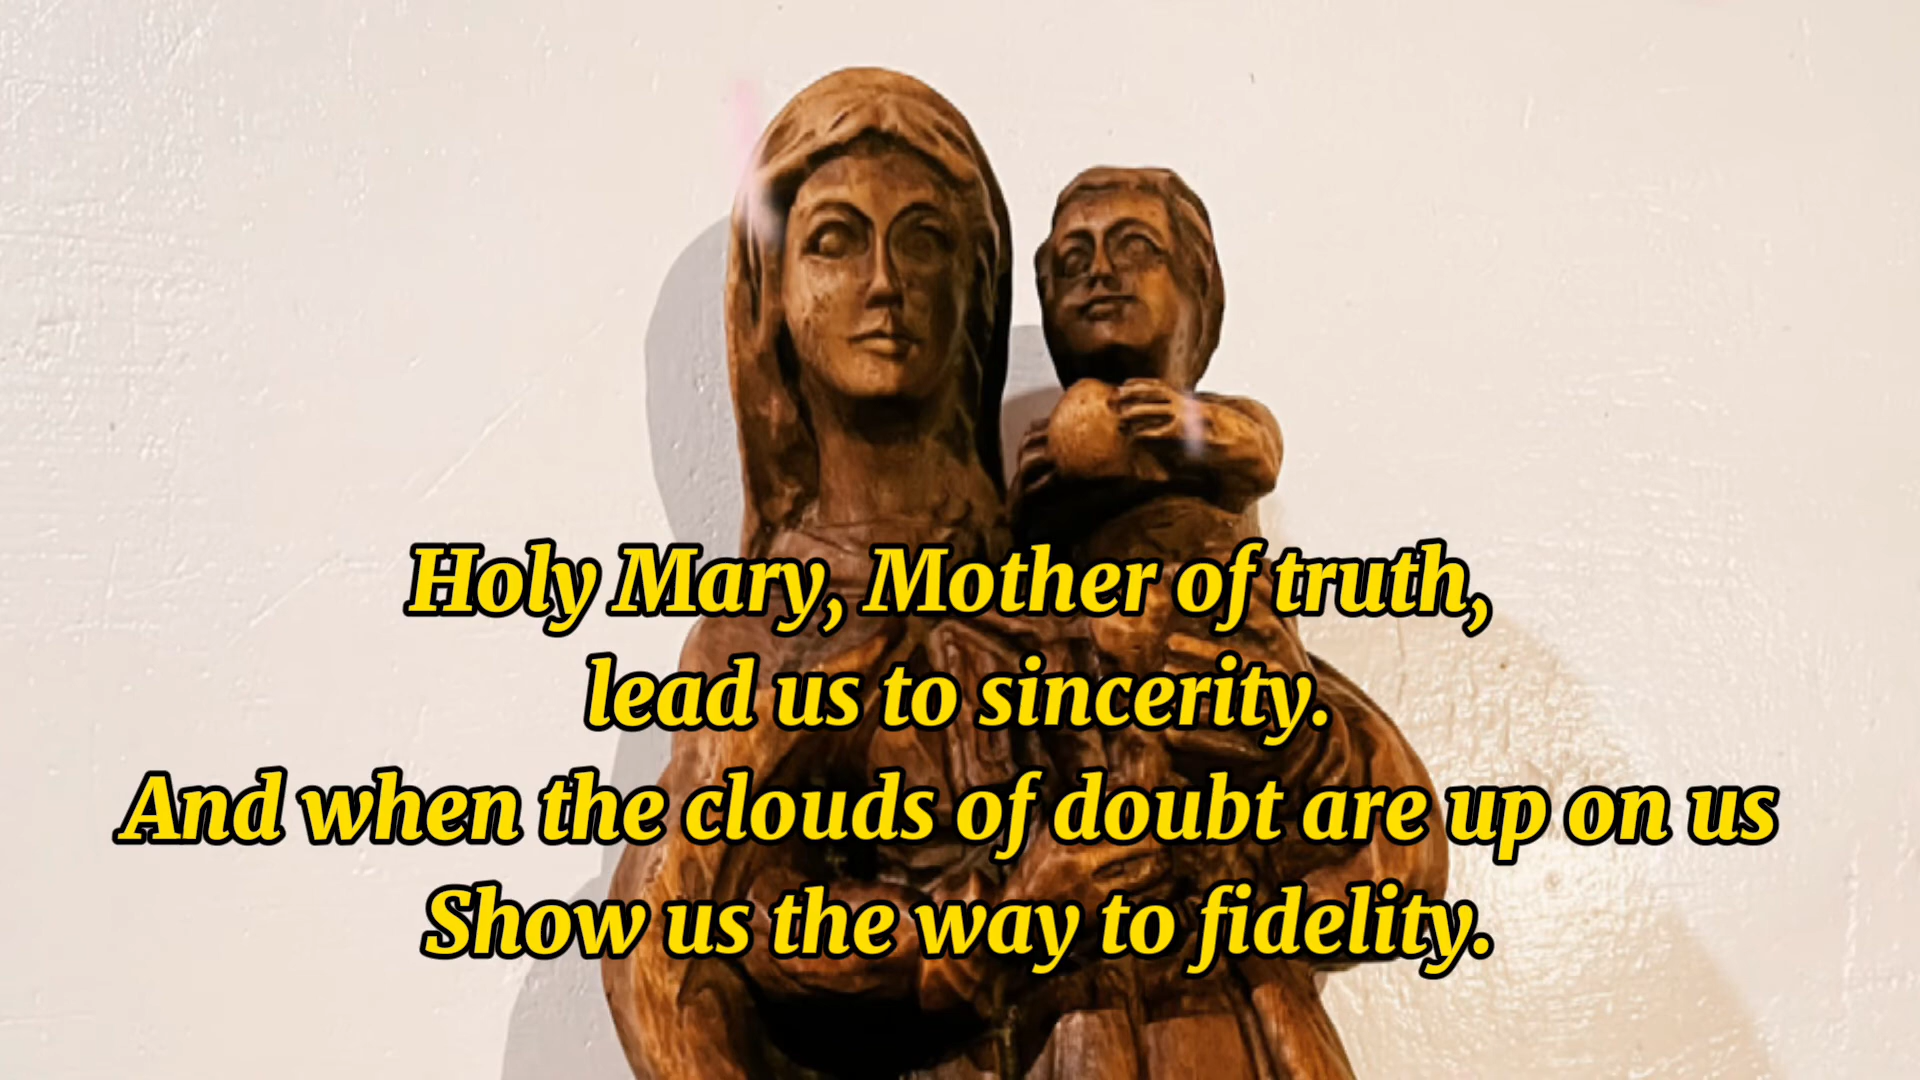 Holy Mary, Mother of truth,
lead us to sincerity.
And when the clouds of doubt are up on us
Show us the way to fidelity.